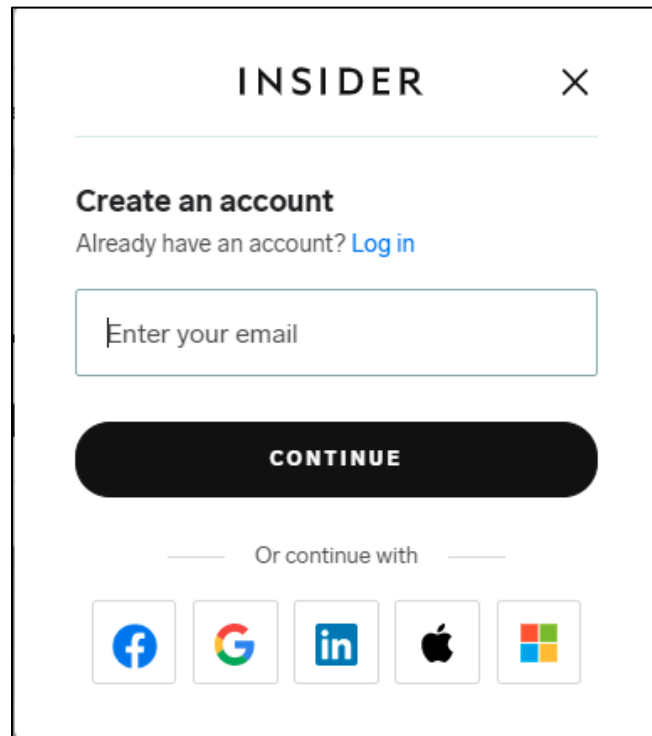 INSIDER
Create an account
Already have an account? Log in
Enter your email
CONTINUE
Or continue with
in